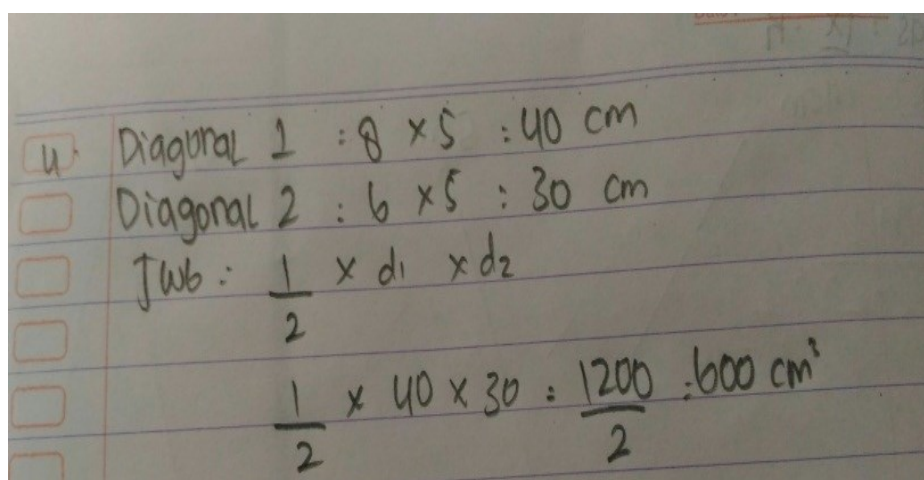 4. Diagonal 1 : 8 x 5 : 40 cm
Diagonal 2 : 6 x 5 : 30 cm
Jwb : 1/2 x d1 x d2
1/2 x 40 x 30 : 1200/2 : 600 cm³